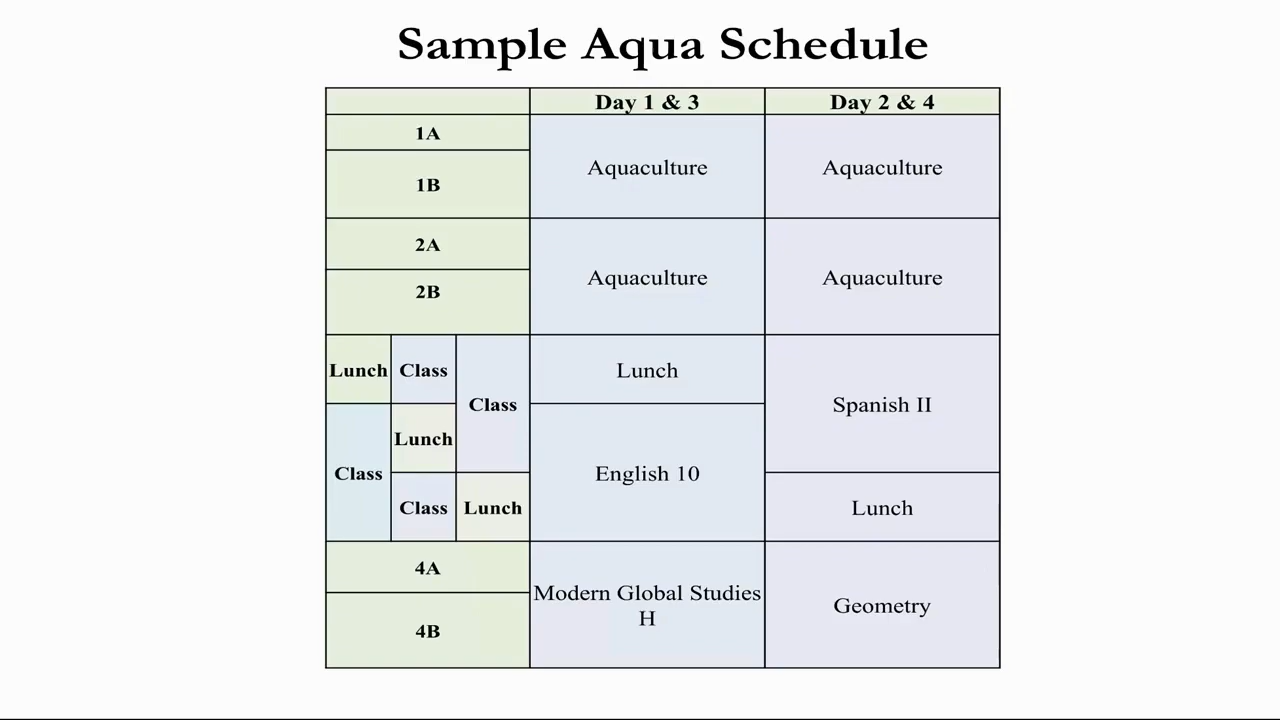 Sample Aqua Schedule
Day 1 & 3
Day 2 & 4
1A
1B
Aquaculture
Aquaculture
2A
2B
Aquaculture
Aquaculture
Lunch
Class
Class
Lunch
Spanish II
Lunch
Class
English 10
Class
Lunch
Lunch
4A
4B
Modern Global Studies
H
Geometry